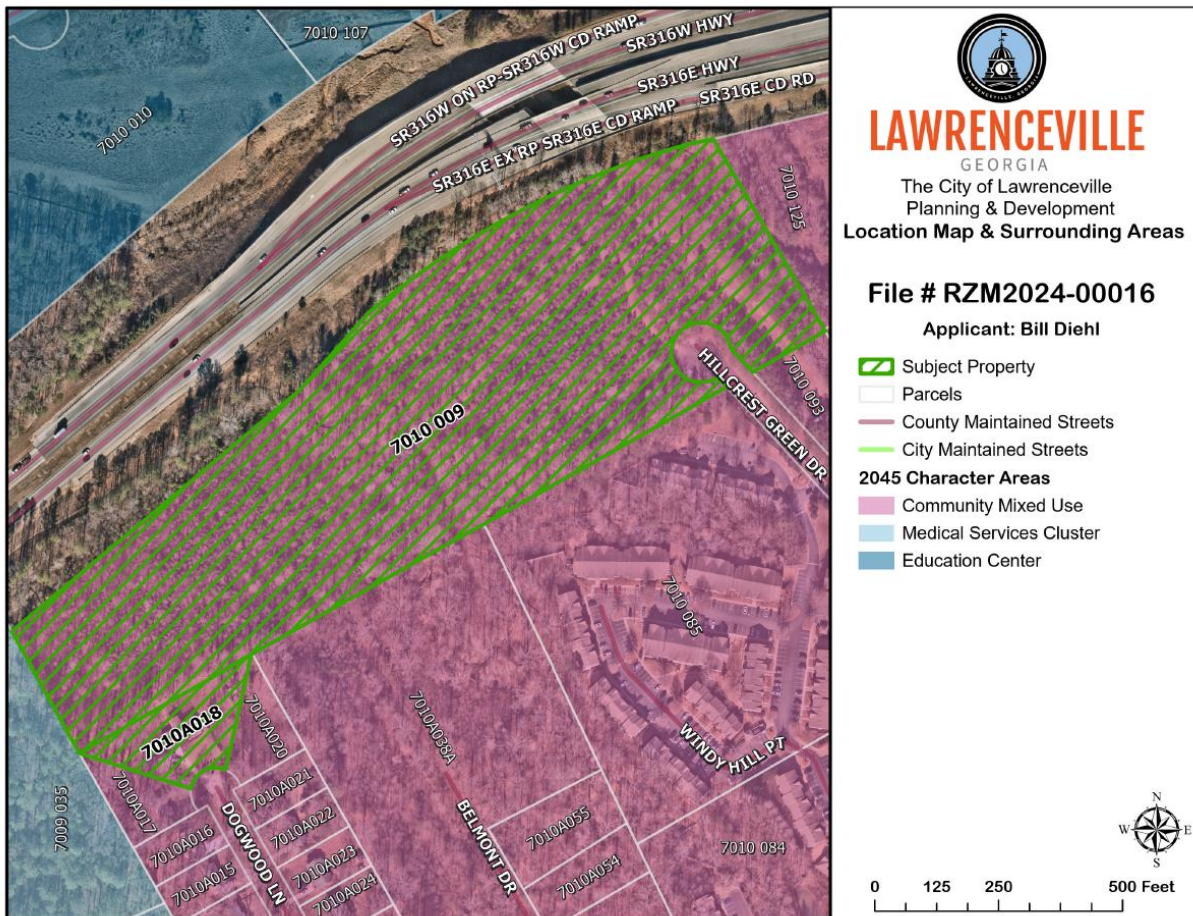 7010 107
SR316W ON RP-SR316W CD RAMP
SR316W HWY
SR316E HWY
SR316E EX RP SR316E CD RAMP
SR316E CD RD
7010 010
7010 125
7010 009
HILLCREST GREEN DR
7010 093
7010 085
7010A018
7010A020
7010A038A
WINDY HILL PT
7009 035
7010A017
7010A016
7010A015
DOGWOOD LN
7010A021
7010A022
7010A023
7010A024
BELMONT DR
7010A055
7010A054
7010 084
LAWRENCEVILLE, GEORGIA
LAWRENCEVILLE
GEORGIA
The City of Lawrenceville
Planning & Development
Location Map & Surrounding Areas
File # RZM2024-00016
Applicant: Bill Diehl
Subject Property
Parcels
County Maintained Streets
City Maintained Streets
2045 Character Areas
Community Mixed Use
Medical Services Cluster
Education Center
N
W E
S
0 125 250 500 Feet